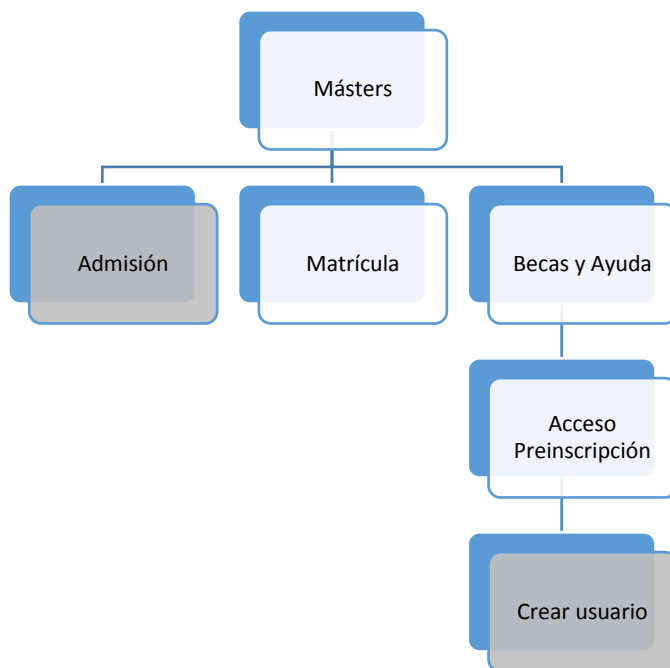 Másters
Admisión
Matrícula
Becas y Ayuda
Acceso
Preinscripción
Crear usuario